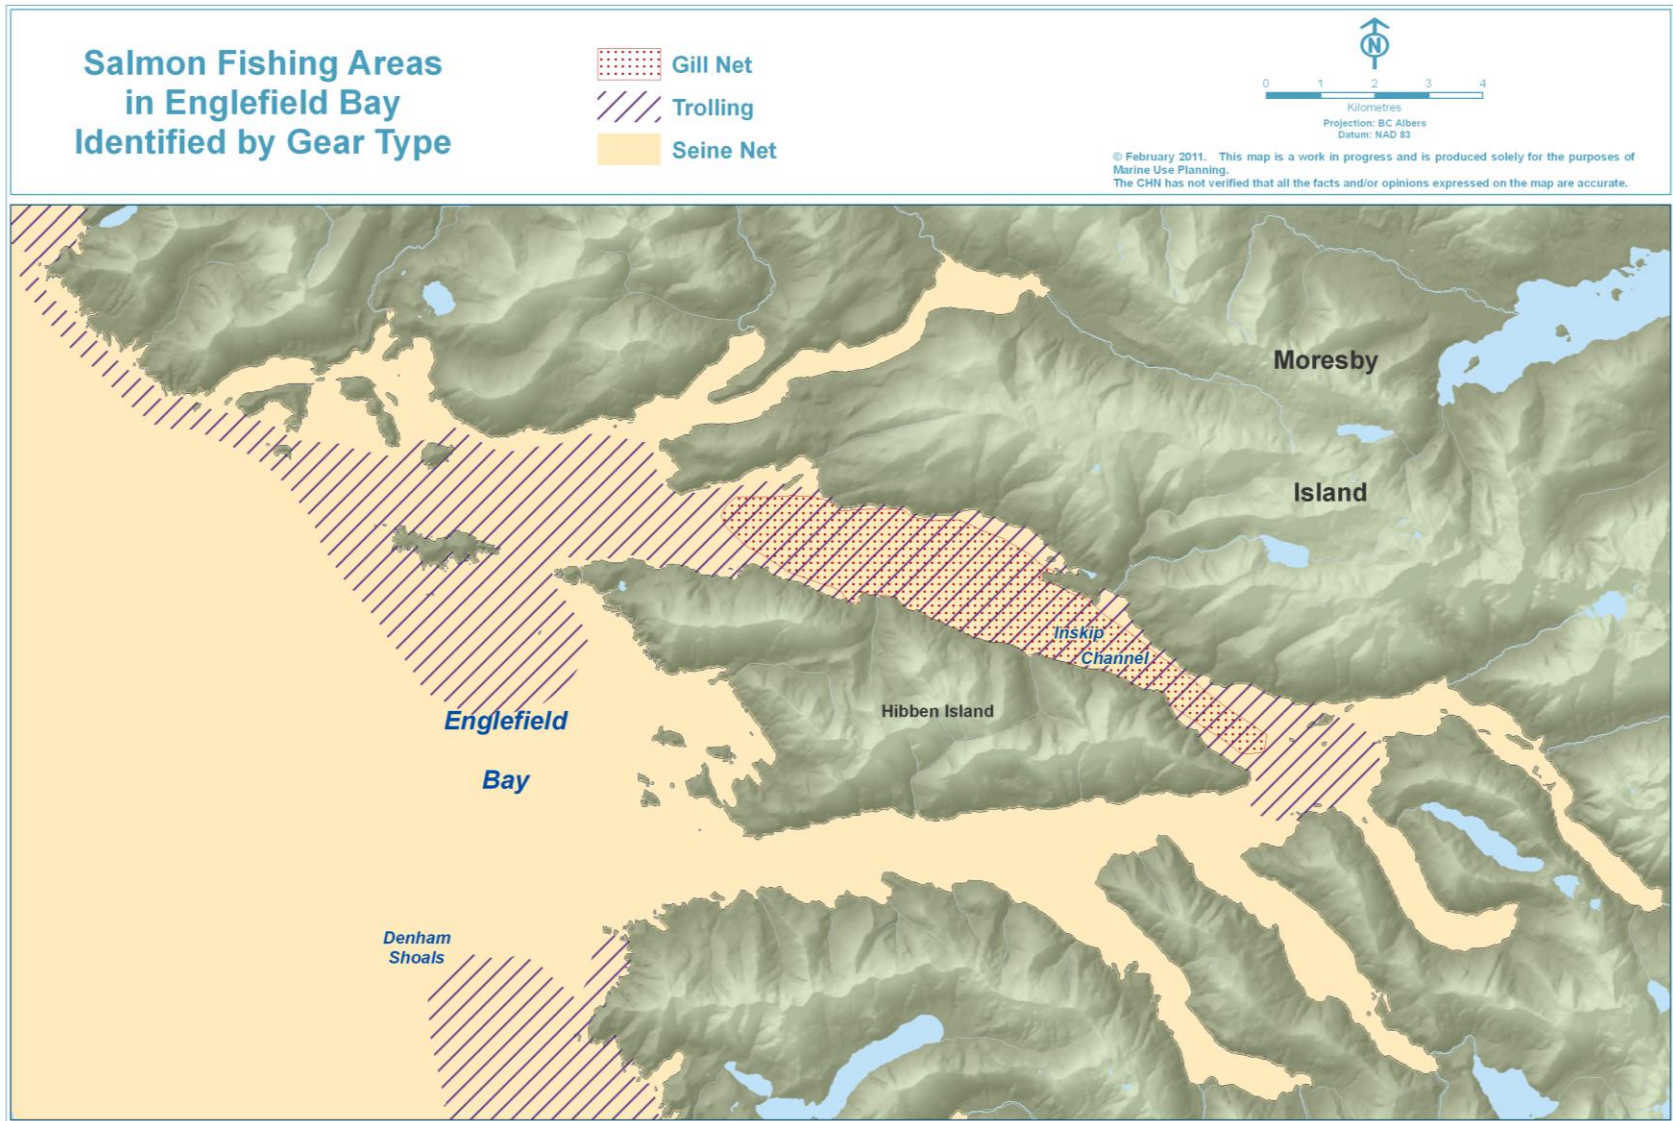 Salmon Fishing Areas
in Englefield Bay
Identified by Gear Type
Gill Net
Trolling
Seine Net
N
0 1 2 3 4
Kilometres
Projection: BC Albers
Datum: NAD 83
© February 2011. This map is a work in progress and is produced solely for the purposes of
Marine Use Planning.
The CHN has not verified that all the facts and/or opinions expressed on the map are accurate.
Moresby
Island
Inskip
Channel
Hibben Island
Englefield
Bay
Denham
Shoals